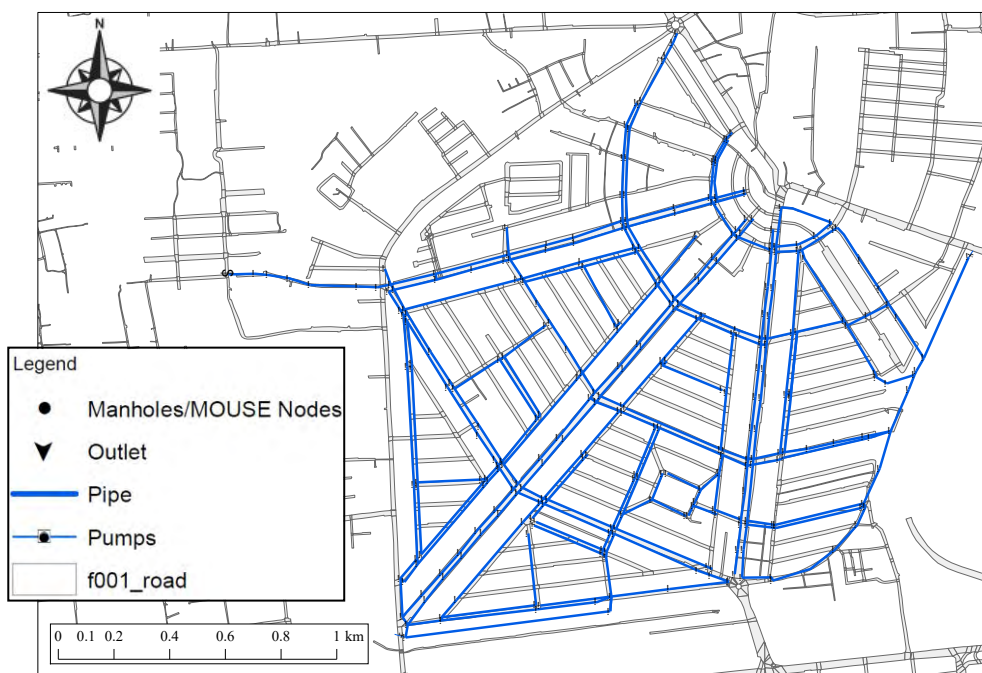 N
Legend
Manholes/MOUSE Nodes
Outlet
Pipe
Pumps
f001_road
0 0.1 0.2 0.4 0.6 0.8 1 km